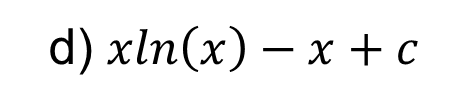 d) xln(x) − x + c